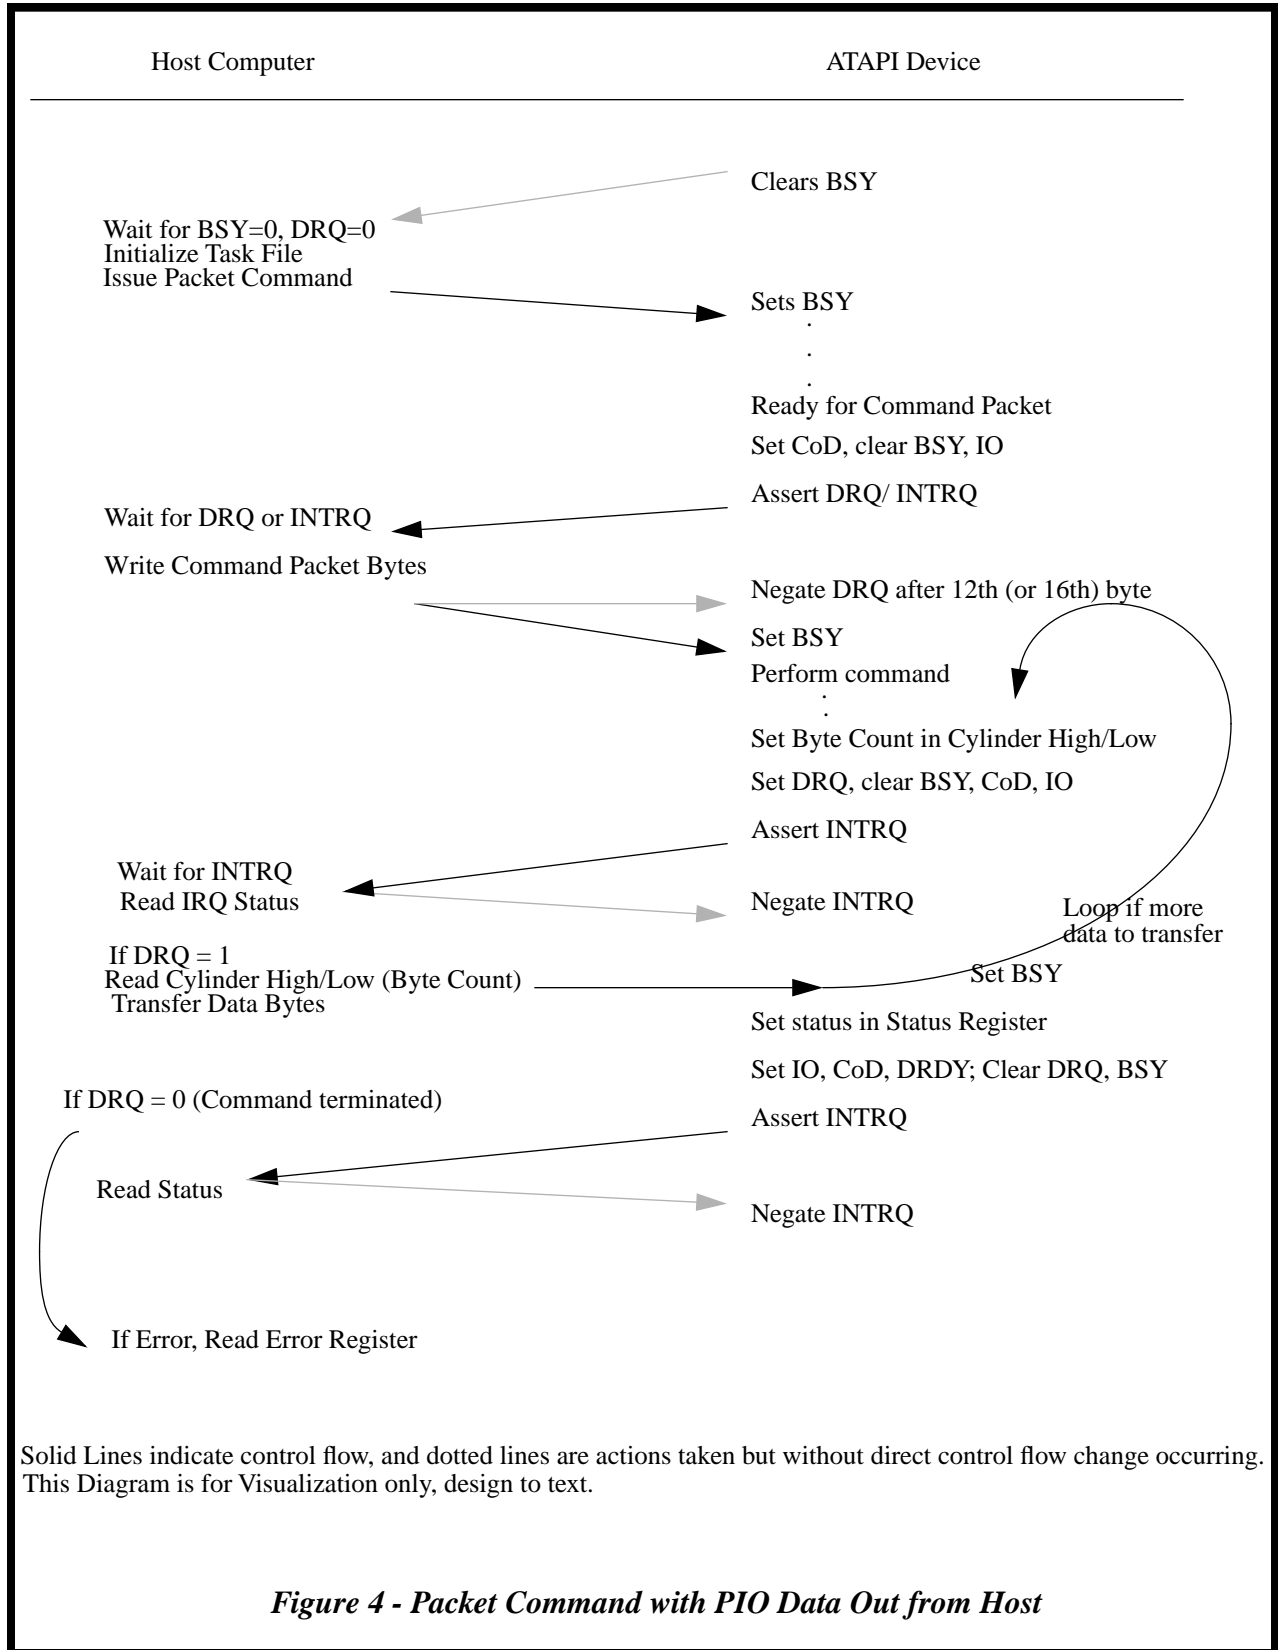 Host Computer
ATAPI Device
Clears BSY
Wait for BSY=0, DRQ=0
Initialize Task File
Issue Packet Command
Sets BSY
.
.
.
Ready for Command Packet
Set CoD, clear BSY, IO
Assert DRQ/ INTRQ
Wait for DRQ or INTRQ
Write Command Packet Bytes
Negate DRQ after 12th (or 16th) byte
Set BSY
Perform command
.
.
Set Byte Count in Cylinder High/Low
Set DRQ, clear BSY, CoD, IO
Assert INTRQ
Wait for INTRQ
Read IRQ Status
Negate INTRQ
Loop if more
data to transfer
If DRQ = 1
Read Cylinder High/Low (Byte Count)
Transfer Data Bytes
Set BSY
Set status in Status Register
Set IO, CoD, DRDY; Clear DRQ, BSY
If DRQ = 0 (Command terminated)
Assert INTRQ
Read Status
Negate INTRQ
If Error, Read Error Register
Solid Lines indicate control flow, and dotted lines are actions taken but without direct control flow change occurring.
This Diagram is for Visualization only, design to text.
Figure 4 - Packet Command with PIO Data Out from Host